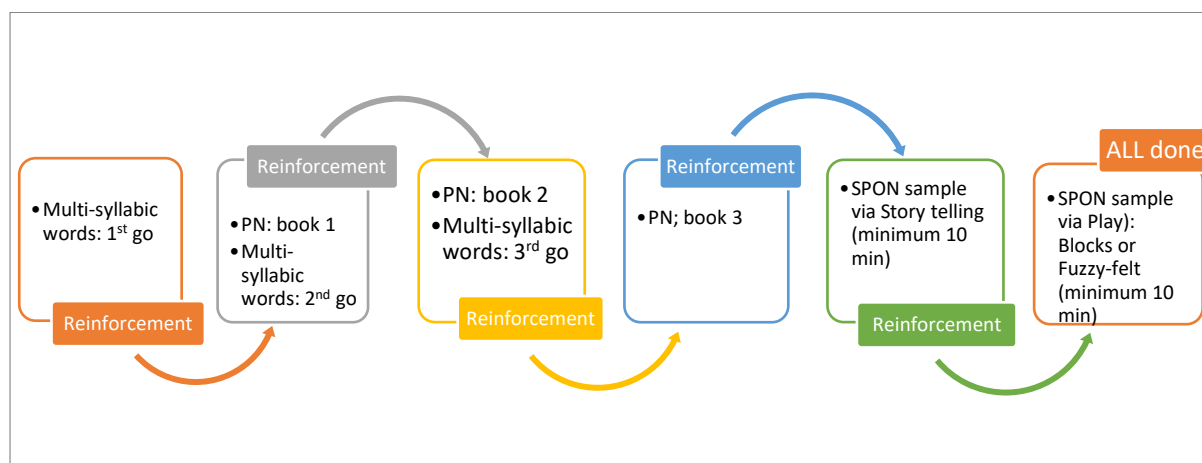 •Multi-syllabic
words: 1st go
Reinforcement
Reinforcement
•PN: book 1
•Multi-
syllabic
words: 2nd go
•PN: book 2
•Multi-syllabic
words: 3rd go
Reinforcement
Reinforcement
•PN; book 3
•SPON sample
via Story telling
(minimum 10
min)
Reinforcement
ALL done
•SPON sample
via Play):
Blocks or
Fuzzy-felt
(minimum 10
min)